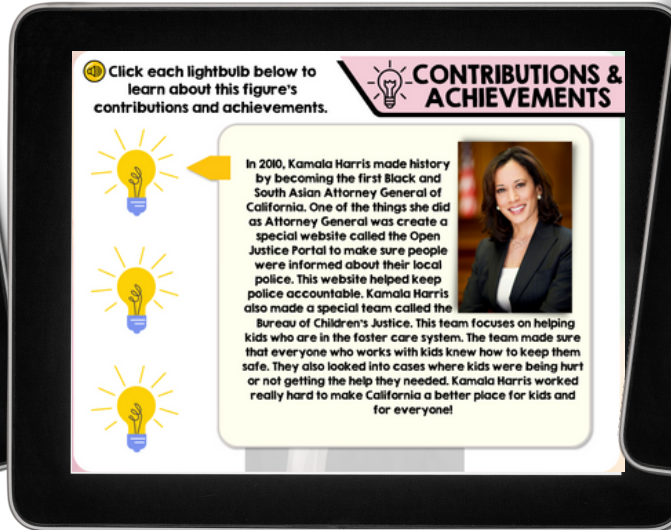 Click each lightbulb below to
learn about this figure's
contributions and achievements.
CONTRIBUTIONS &
ACHIEVEMENTS
In 2010, Kamala Harris made history
by becoming the first Black and
South Asian Attorney General of
California. One of the things she did
as Attorney General was create a
special website called the Open
Justice Portal to make sure people
were informed about their local
police. This website helped keep
police accountable. Kamala Harris
also made a special team called the
Bureau of Children's Justice. This team focuses on helping
kids who are in the foster care system. The team made sure
that everyone who works with kids knew how to keep them
safe. They also looked into cases where kids were being hurt
or not getting the help they needed. Kamala Harris worked
really hard to make California a better place for kids and
for everyone!